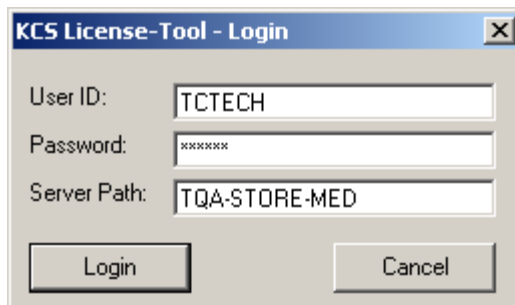 KCS License-Tool - Login
User ID: TCTECH
Password: ******
Server Path: TQA-STORE-MED
Login Cancel